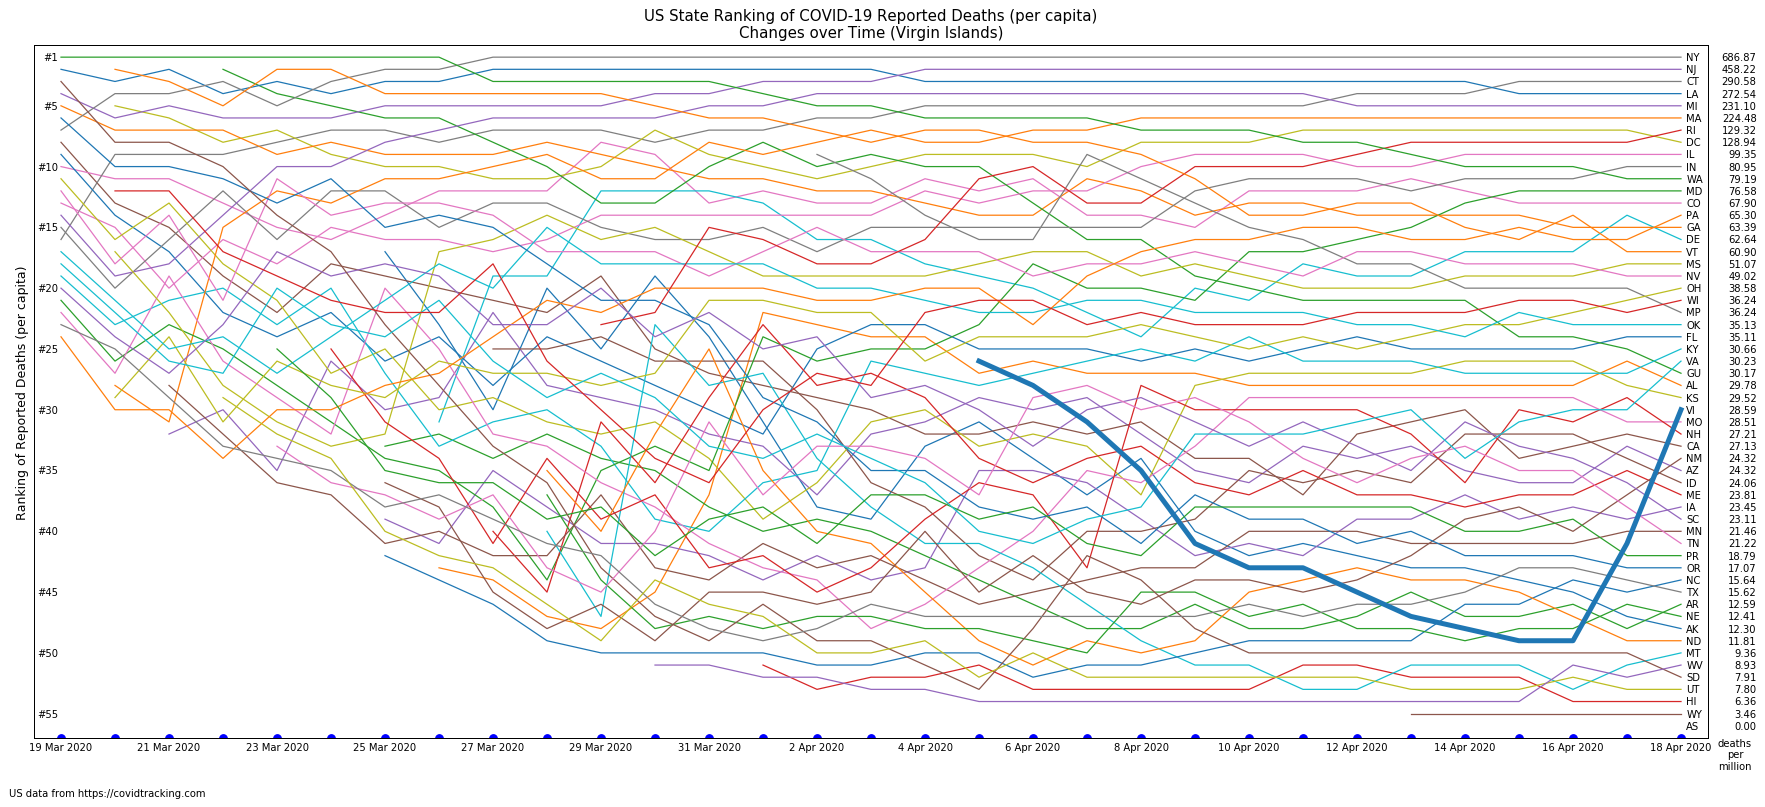 US State Ranking of COVID-19 Reported Deaths (per capita)
Changes over Time (Virgin Islands)
Ranking of Reported Deaths (per capita)
#1
#5
#10
#15
#20
#25
#30
#35
#40
#45
#50
#55
NY 686.87
NJ 458.22
CT 290.58
LA 272.54
MI 231.10
MA 224.48
RI 129.32
DC 128.94
IL 99.35
IN 80.95
WA 79.19
MD 76.58
CO 67.90
PA 65.30
GA 63.39
DE 62.64
VT 60.90
MS 51.07
NV 49.02
OH 38.58
WI 36.24
MP 36.24
OK 35.13
FL 35.11
KY 30.66
VA 30.23
GU 30.17
AL 29.78
KS 29.52
VI 28.59
MO 28.51
NH 27.21
CA 27.13
NM 24.32
AZ 24.32
ID 24.06
ME 23.81
IA 23.45
SC 23.11
MN 21.46
TN 21.22
PR 18.79
OR 17.07
NC 15.64
TX 15.62
AR 12.59
NE 12.41
AK 12.30
ND 11.81
MT 9.36
WV 8.93
SD 7.91
UT 7.80
HI 6.36
WY 3.46
AS 0.00
19 Mar 2020 21 Mar 2020 23 Mar 2020 25 Mar 2020 27 Mar 2020 29 Mar 2020 31 Mar 2020 2 Apr 2020 4 Apr 2020 6 Apr 2020 8 Apr 2020 10 Apr 2020 12 Apr 2020 14 Apr 2020 16 Apr 2020 18 Apr 2020
deaths
per
million
US data from https://covidtracking.com